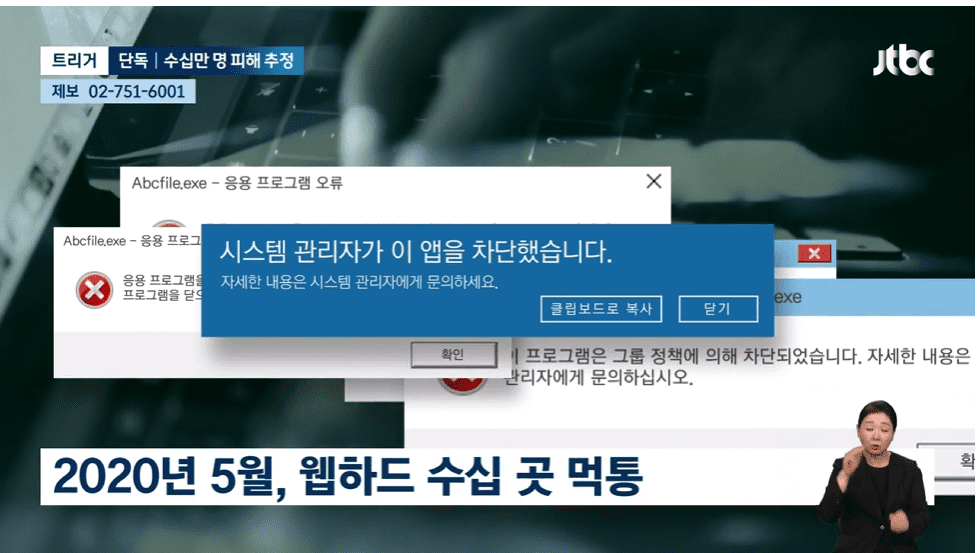 트리거 단독 | 수십만 명 피해 추정
jtbc
제보 02-751-6001
Abcfile.exe - 응용 프로그램 오류
Abcfile.exe - 응용 프로그
응용 프로그램을
프로그램을 닫으
시스템 관리자가 이 앱을 차단했습니다.
자세한 내용은 시스템 관리자에게 문의하세요.
클립보드로 복사
닫기
exe
확인
프로그램은 그룹 정책에 의해 차단되었습니다. 자세한 내용은
관리자에게 문의하십시오.
확
2020년 5월, 웹하드 수십 곳 먹통